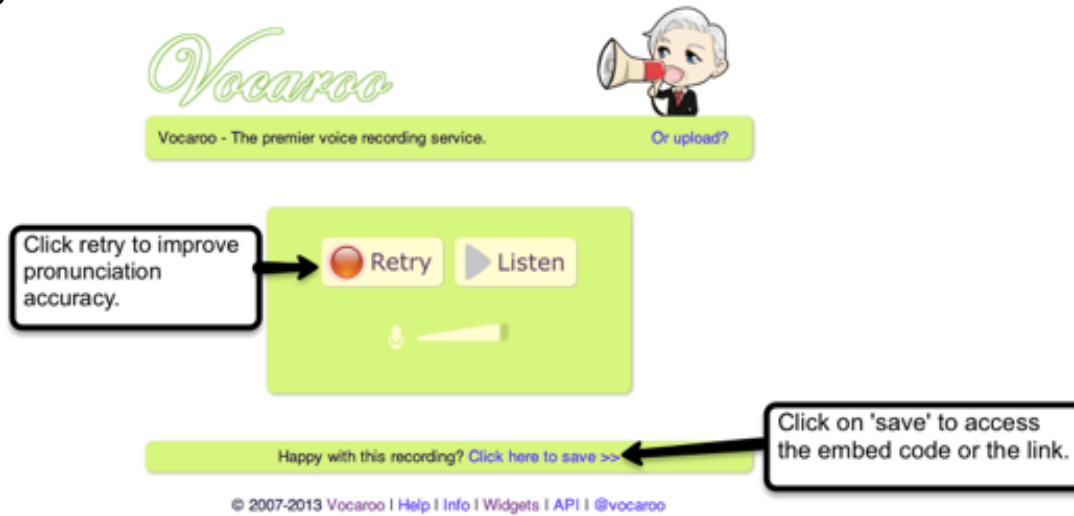 Vocaroo
Vocaroo - The premier voice recording service. Or upload?
Click retry to improve
pronunciation
accuracy.
Retry Listen
Click on 'save' to access
the embed code or the link.
Happy with this recording? Click here to save >>
© 2007-2013 Vocaroo | Help | Info | Widgets | API | @vocaroo